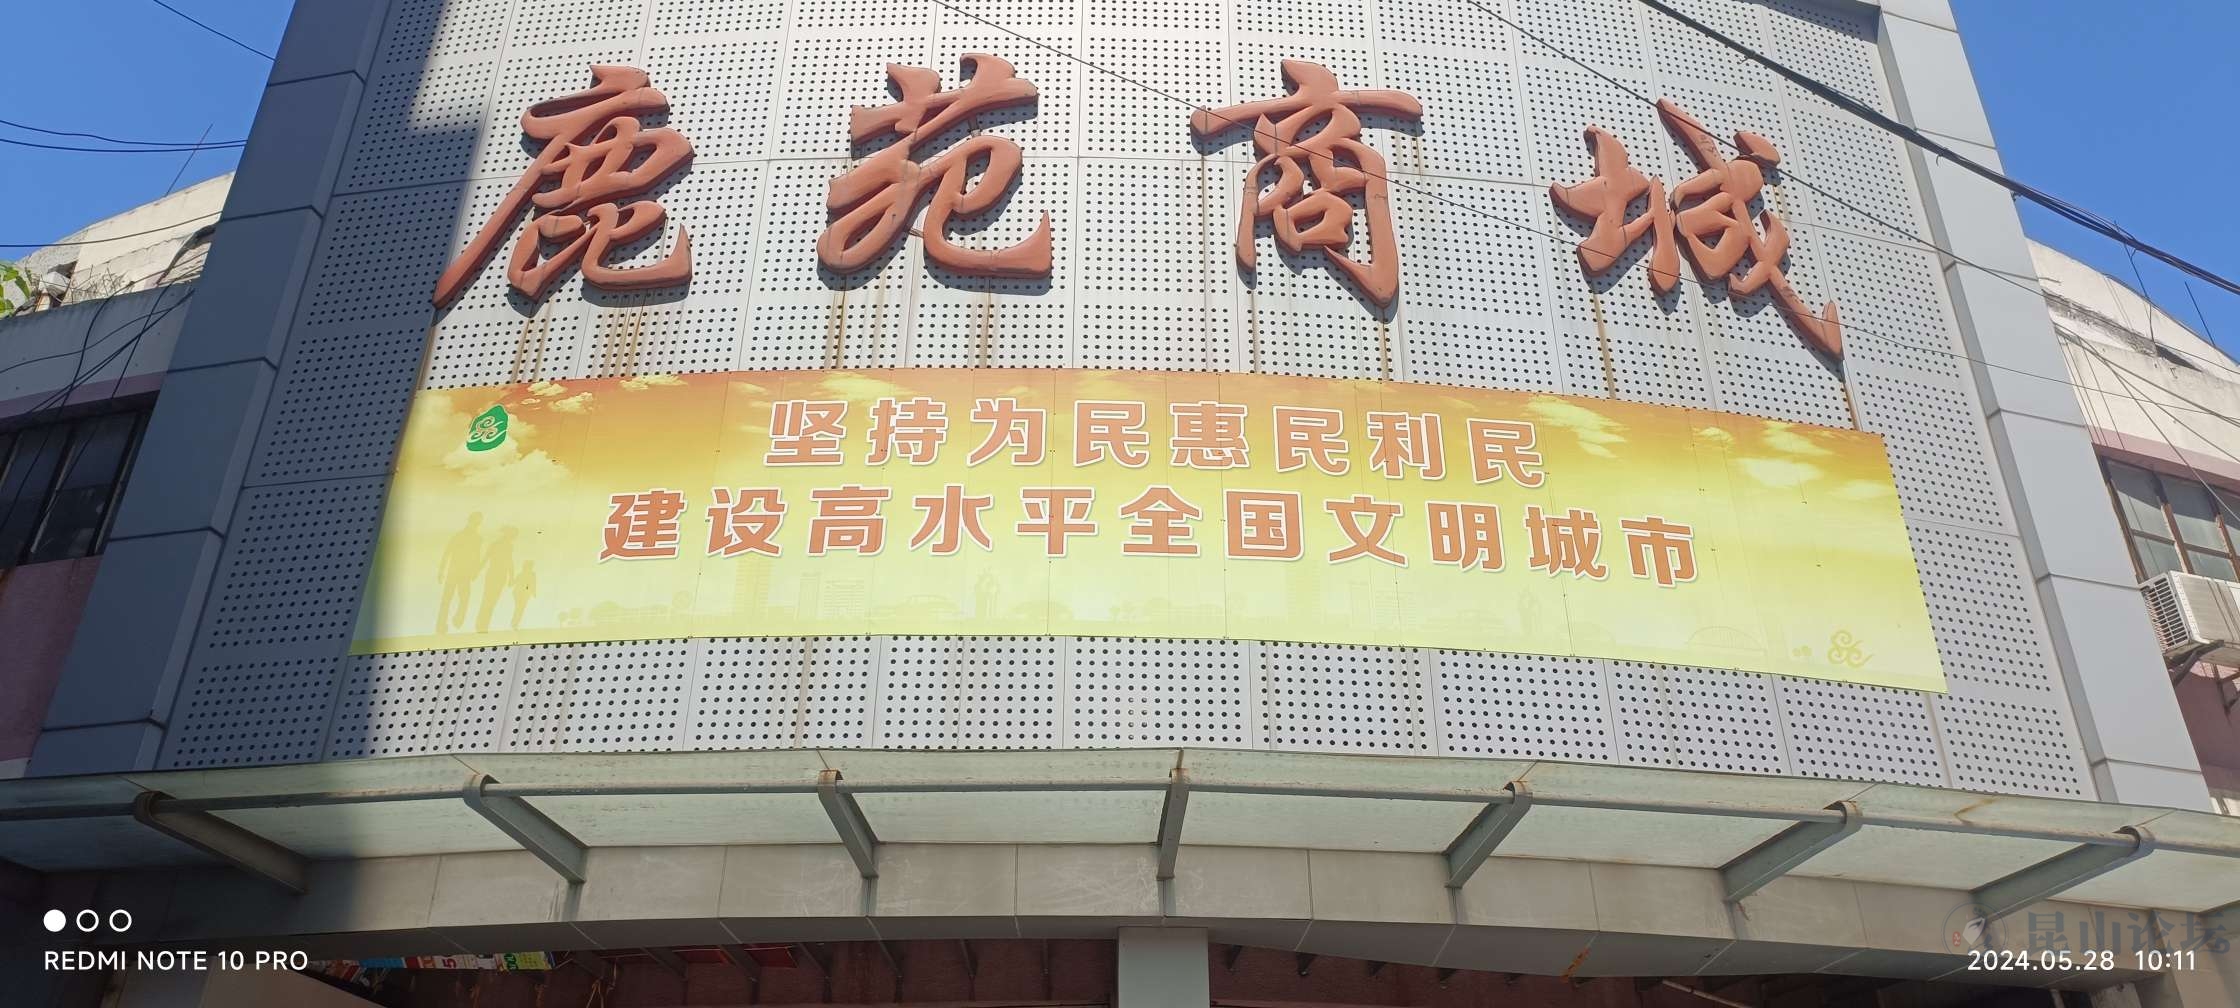 鹿苑商城
坚持为民惠民利民
建设高水平全国文明城市
REDMI NOTE 10 PRO
昆山论坛
2024.05.28 10:11